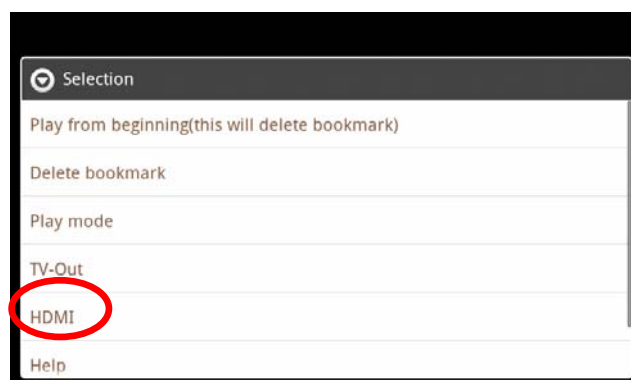 Selection
Play from beginning(this will delete bookmark)
Delete bookmark
Play mode
TV-Out
HDMI
Help